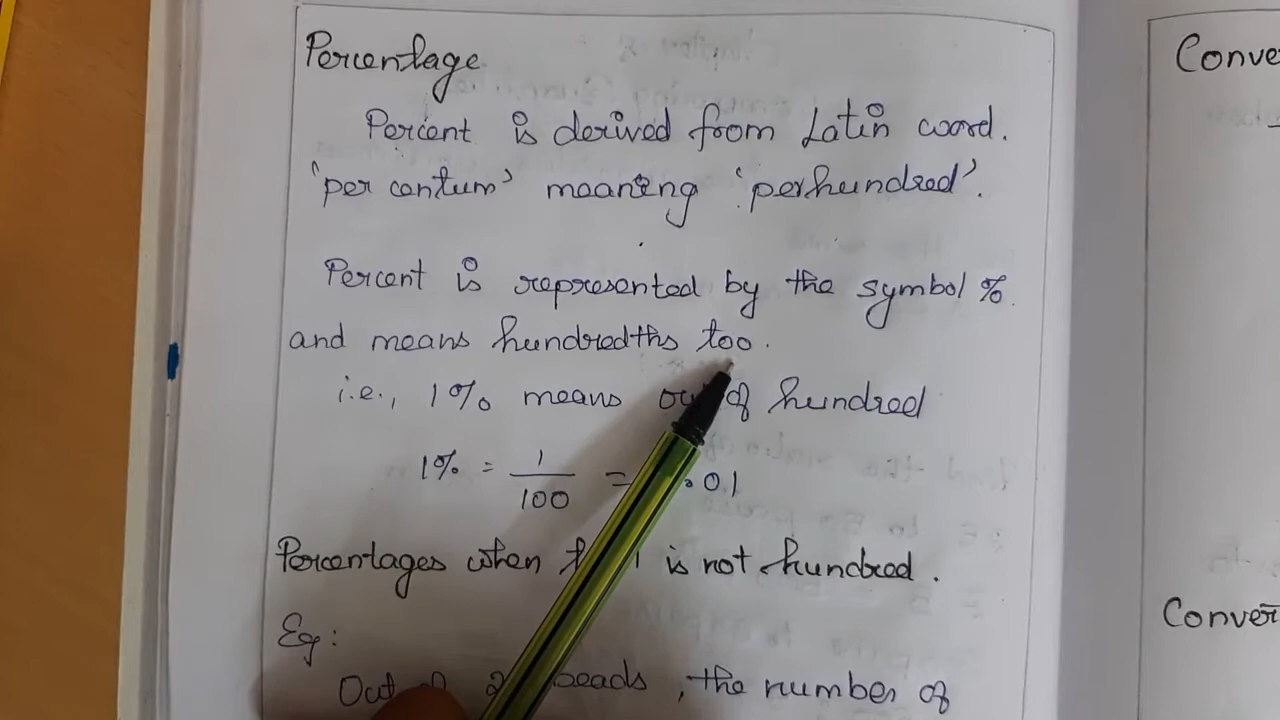 Percentage
Percent is derived from Latin word.
'per centum' meaning 'perhundred'.
Percent is represented by the symbol %.
and means hundredths too.
i.e., 1% means of hundred
1% = 1/100 = .01
Percentages when is not hundred.
Eg:
Out beads, the number of
Conve
Conver